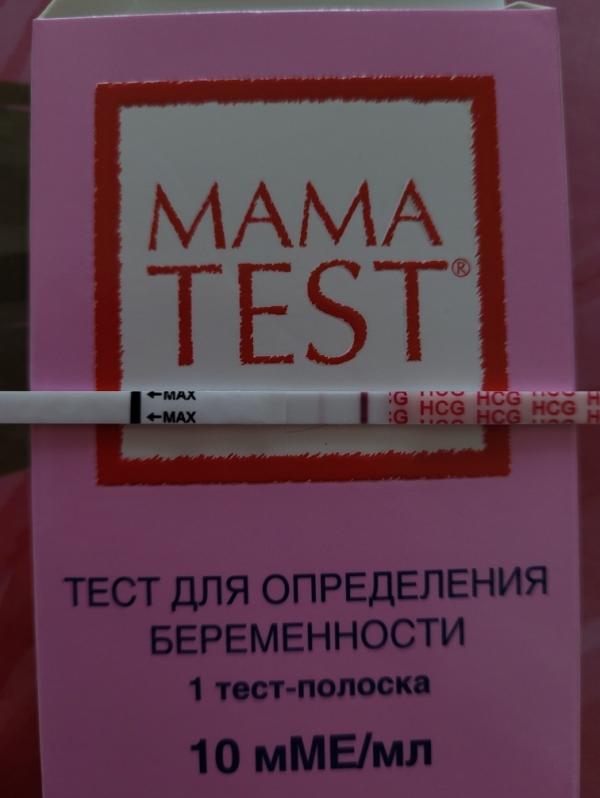 MAMA
TEST®
←MAX
←MAX
HCG HCG HCG HCG H
:G HCG HCG HCG H
ТЕСТ ДЛЯ ОПРЕДЕЛЕНИЯ
БЕРЕМЕННОСТИ
1 тест-полоска
10 мМЕ/мл